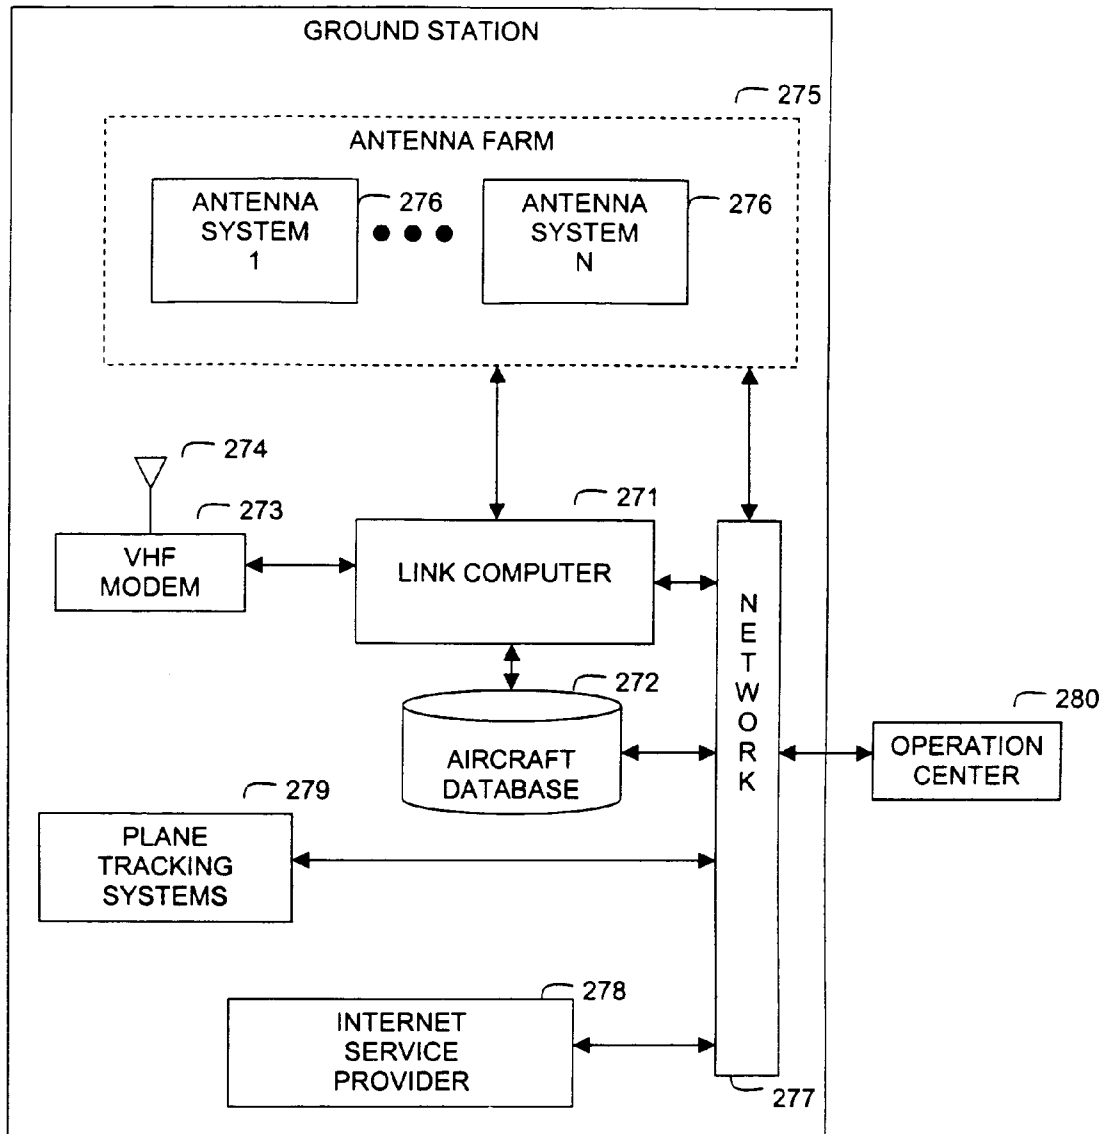 GROUND STATION
275
ANTENNA FARM
ANTENNA
SYSTEM
1
276
ANTENNA
SYSTEM
N
276
274
273
VHF
MODEM
271
LINK COMPUTER
NETWORK
272
AIRCRAFT
DATABASE
280
OPERATION
CENTER
279
PLANE
TRACKING
SYSTEMS
278
INTERNET
SERVICE
PROVIDER
277